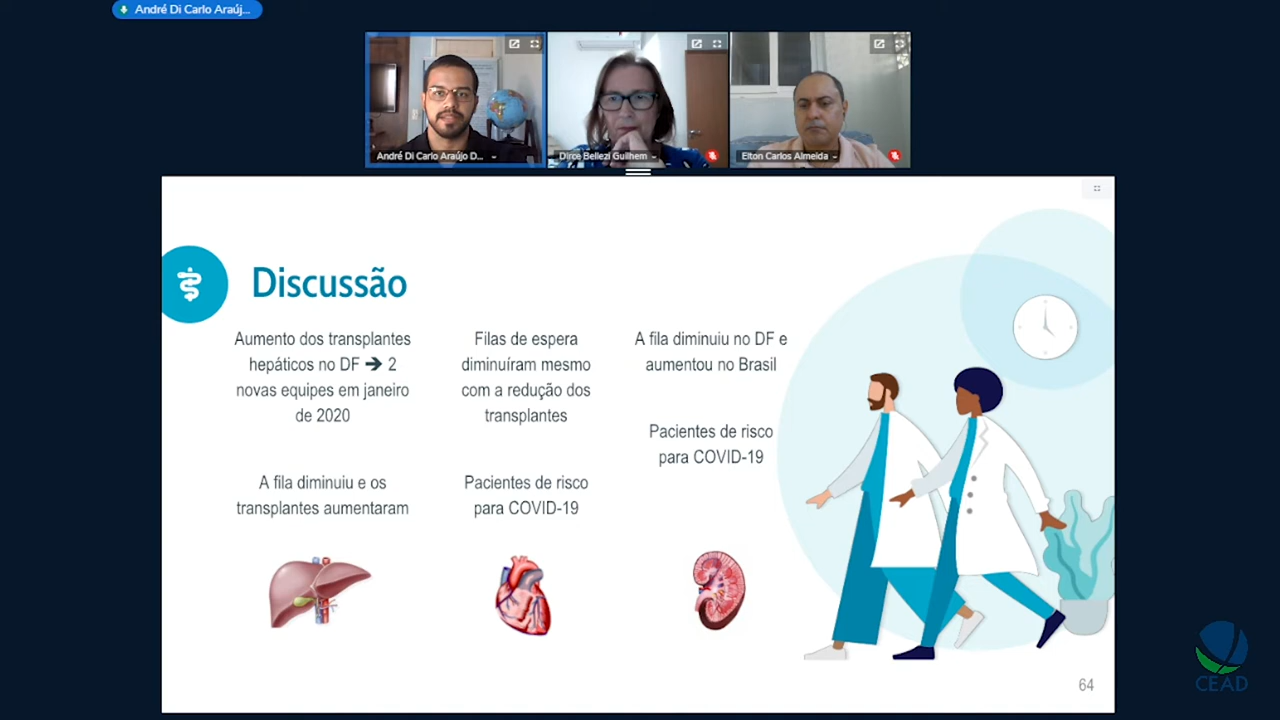 André Di Carlo Araúj...
André Di Carlo Araújo D...
Dirce Bellezi Guilhem
Elton Carlos Almeida
Discussão
Aumento dos transplantes
hepáticos no DF ➔ 2
novas equipes em janeiro
de 2020
A fila diminuiu e os
transplantes aumentaram
Filas de espera
diminuíram mesmo
com a redução dos
transplantes
Pacientes de risco
para COVID-19
A fila diminuiu no DF e
aumentou no Brasil
Pacientes de risco
para COVID-19
64
CEAD